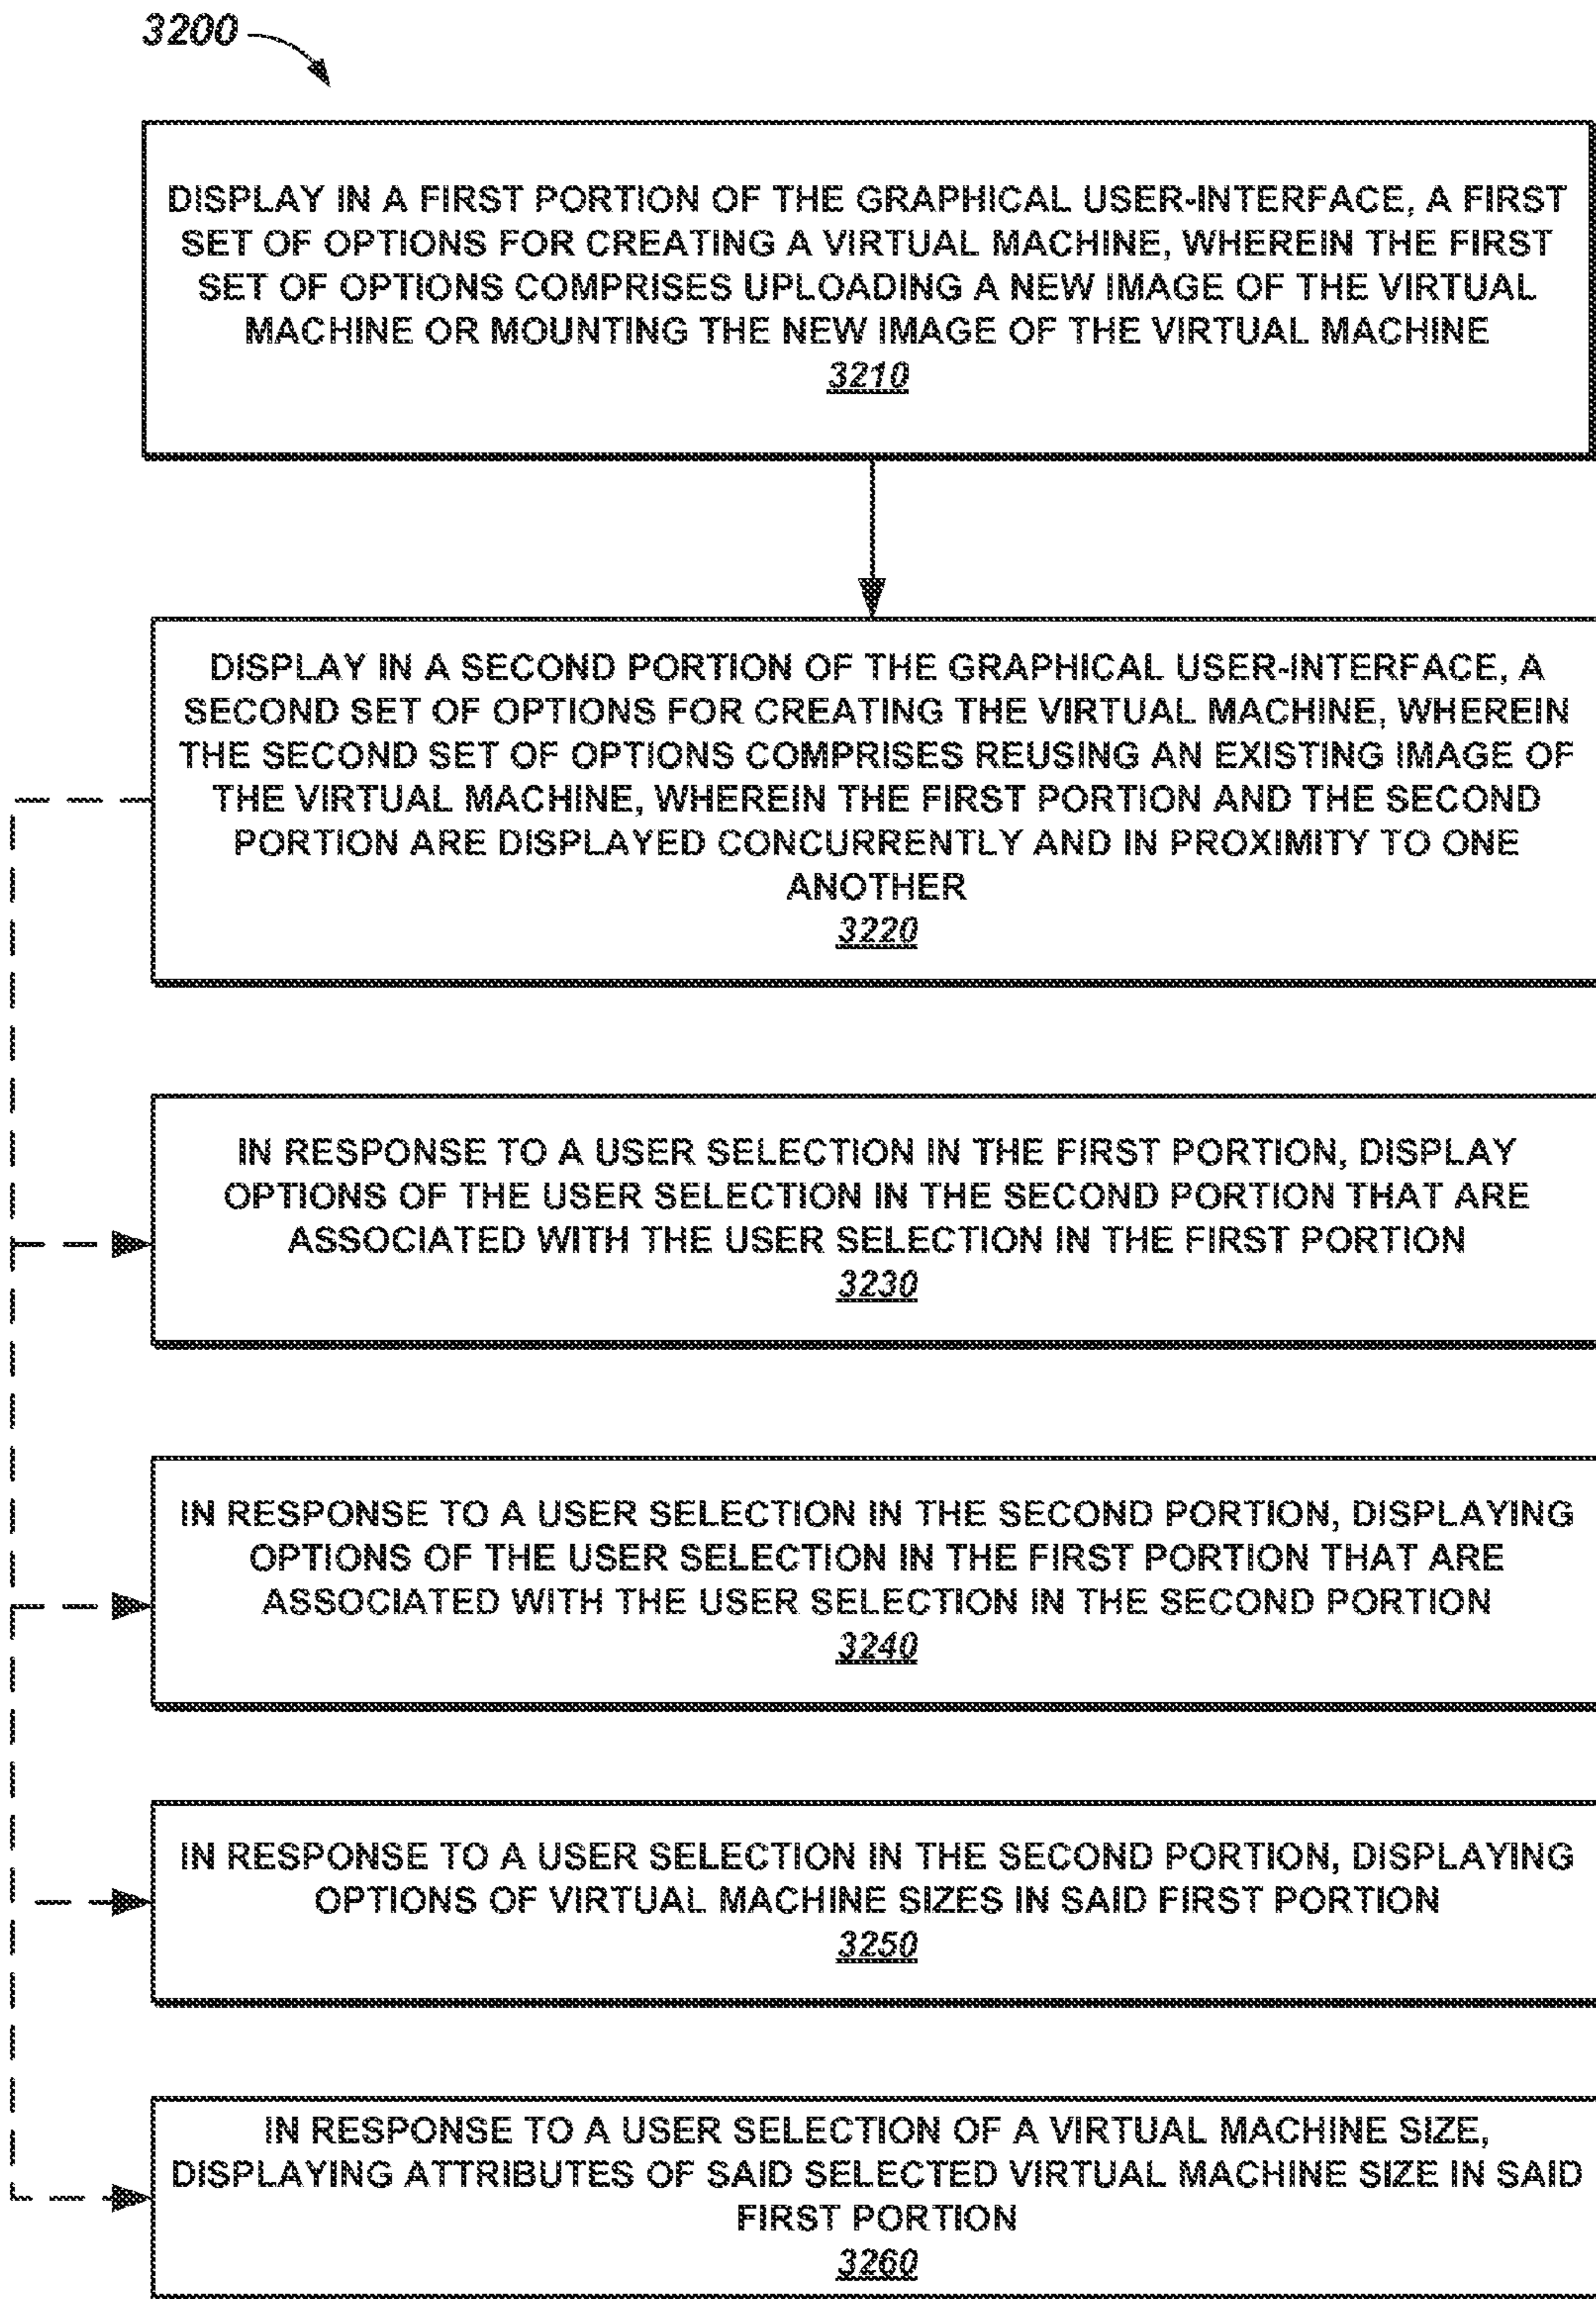 3200
DISPLAY IN A FIRST PORTION OF THE GRAPHICAL USER-INTERFACE, A FIRST
SET OF OPTIONS FOR CREATING A VIRTUAL MACHINE, WHEREIN THE FIRST
SET OF OPTIONS COMPRISES UPLOADING A NEW IMAGE OF THE VIRTUAL
MACHINE OR MOUNTING THE NEW IMAGE OF THE VIRTUAL MACHINE
3210
DISPLAY IN A SECOND PORTION OF THE GRAPHICAL USER-INTERFACE, A
SECOND SET OF OPTIONS FOR CREATING THE VIRTUAL MACHINE, WHEREIN
THE SECOND SET OF OPTIONS COMPRISES REUSING AN EXISTING IMAGE OF
THE VIRTUAL MACHINE, WHEREIN THE FIRST PORTION AND THE SECOND
PORTION ARE DISPLAYED CONCURRENTLY AND IN PROXIMITY TO ONE
ANOTHER
3220
IN RESPONSE TO A USER SELECTION IN THE FIRST PORTION, DISPLAY
OPTIONS OF THE USER SELECTION IN THE SECOND PORTION THAT ARE
ASSOCIATED WITH THE USER SELECTION IN THE FIRST PORTION
3230
IN RESPONSE TO A USER SELECTION IN THE SECOND PORTION, DISPLAYING
OPTIONS OF THE USER SELECTION IN THE FIRST PORTION THAT ARE
ASSOCIATED WITH THE USER SELECTION IN THE SECOND PORTION
3240
IN RESPONSE TO A USER SELECTION IN THE SECOND PORTION, DISPLAYING
OPTIONS OF VIRTUAL MACHINE SIZES IN SAID FIRST PORTION
3250
IN RESPONSE TO A USER SELECTION OF A VIRTUAL MACHINE SIZE,
DISPLAYING ATTRIBUTES OF SAID SELECTED VIRTUAL MACHINE SIZE IN SAID
FIRST PORTION
3260